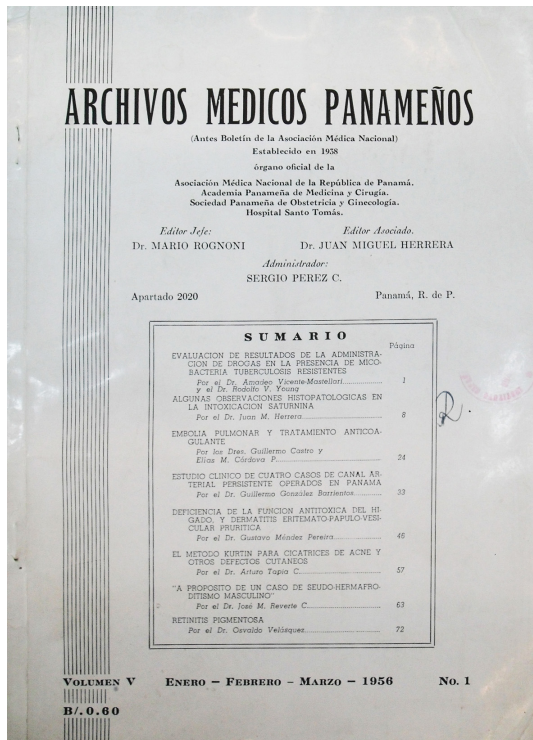 ARCHIVOS MEDICOS PANAMEÑOS
(Antes Boletín de la Asociación Médica Nacional)
Establecido en 1938
órgano oficial de la
Asociación Médica Nacional de la República de Panamá.
Academia Panameña de Medicina y Cirugía.
Sociedad Panameña de Obstetricia y Ginecología.
Hospital Santo Tomás.
Editor Jefe: Editor Asociado.
Dr. MARIO ROGNONI Dr. JUAN MIGUEL HERRERA
Administrador:
SERGIO PEREZ C.
Apartado 2020 Panamá, R. de P.
SUMARIO
Página
EVALUACION DE RESULTADOS DE LA ADMINISTRA-
CION DE DROGAS EN LA PRESENCIA DE MICO-
BACTERIA TUBERCULOSIS RESISTENTES
Por el Dr. Amadeo Vicente-Mastellari.................... 1
y el Dr. Rodolfo V. Young
ALGUNAS OBSERVACIONES HISTOPATOLOGICAS EN
LA INTOXICACION SATURNINA
Por el Dr. Juan M. Herrera.................... 8
EMBOLIA PULMONAR Y TRATAMIENTO ANTICOA-
GULANTE
Por los Dres. Guillermo Castro y
Elías M. Córdova P.................... 24
ESTUDIO CLINICO DE CUATRO CASOS DE CANAL AR-
TERIAL PERSISTENTE OPERADOS EN PANAMA
Por el Dr. Guillermo González Barrientos............. 33
DEFICIENCIA DE LA FUNCION ANTITOXICA DEL HI-
GADO, Y DERMATITIS ERITEMATO-PAPULO-VESI-
CULAR PRURITICA
Por el Dr. Gustavo Méndez Pereira.................... 46
EL METODO KURTIN PARA CICATRICES DE ACNE Y
OTROS DEFECTOS CUTANEOS
Por el Dr. Arturo Tapia C.................... 57
"A PROPOSITO DE UN CASO DE SEUDO-HERMAFRO-
DITISMO MASCULINO"
Por el Dr. José M. Reverte C.................... 63
RETINITIS PIGMENTOSA
Por el Dr. Osvaldo Velásquez.................... 72
VOLUMEN V ENERO — FEBRERO — MARZO — 1956 No. 1
B/.0.60